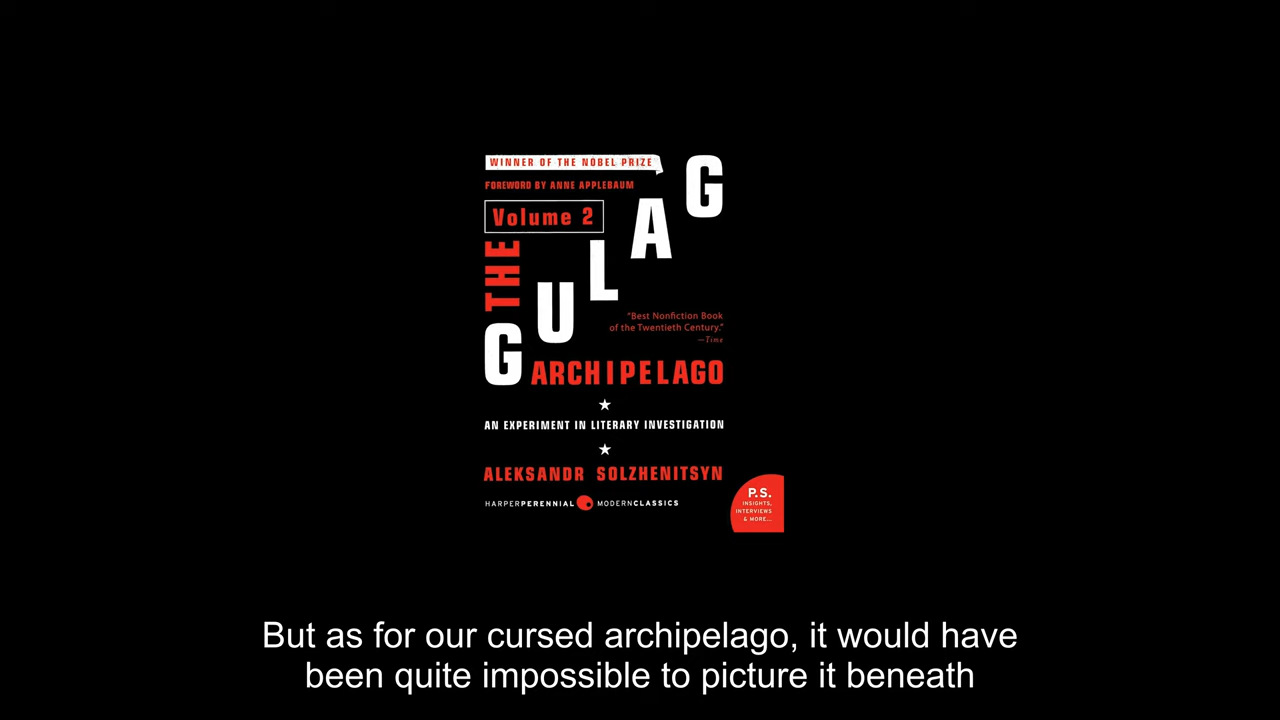 WINNER OF THE NOBEL PRIZE
FOREWORD BY ANNE APPLEBAUM
Volume 2
THE
GULAG
"Best Nonfiction Book
of the Twentieth Century."
—Time
ARCHIPELAGO
AN EXPERIMENT IN LITERARY INVESTIGATION
ALEKSANDR SOLZHENITSYN
HARPERPERENNIAL MODERNCLASSICS
P.S.
INSIGHTS,
INTERVIEWS
& MORE...
But as for our cursed archipelago, it would have
been quite impossible to picture it beneath